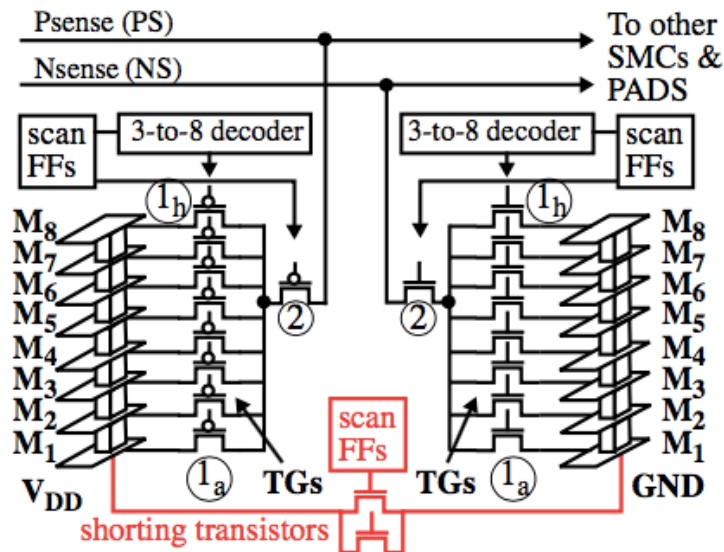 Psense (PS)
Nsense (NS)
To other
SMCs &
PADS
scan
FFs
3-to-8 decoder
3-to-8 decoder
scan
FFs
1h
1h
M8
M7
M6
M5
M4
M3
M2
M1
2
2
M8
M7
M6
M5
M4
M3
M2
M1
scan
FFs
1a
TGs
TGs
1a
VDD
GND
shorting transistors